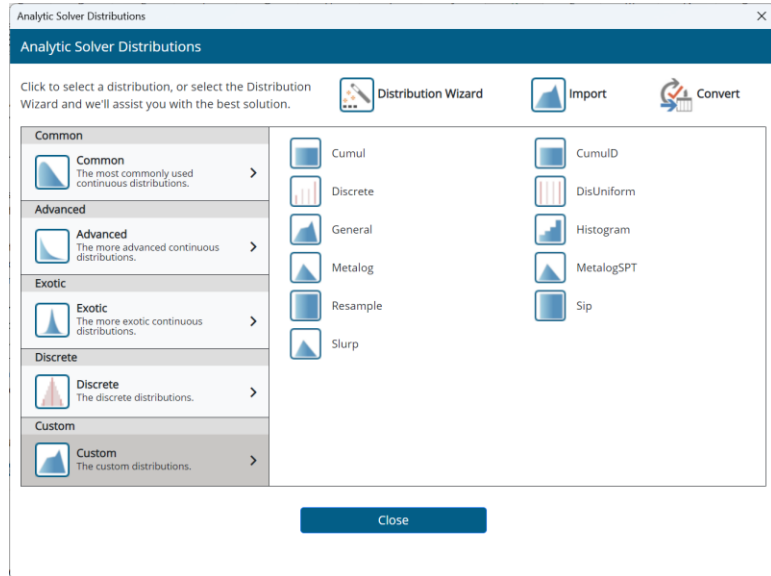 Analytic Solver Distributions
Analytic Solver Distributions
Click to select a distribution, or select the Distribution
Wizard and we'll assist you with the best solution.
Distribution Wizard
Import
Convert
Common
Common
The most commonly used
continuous distributions.
Advanced
Advanced
The more advanced continuous
distributions.
Exotic
Exotic
The more exotic continuous
distributions.
Discrete
Discrete
The discrete distributions.
Custom
Custom
The custom distributions.
Cumul
CumulD
Discrete
DisUniform
General
Histogram
Metalog
MetalogSPT
Resample
Sip
Slurp
Close